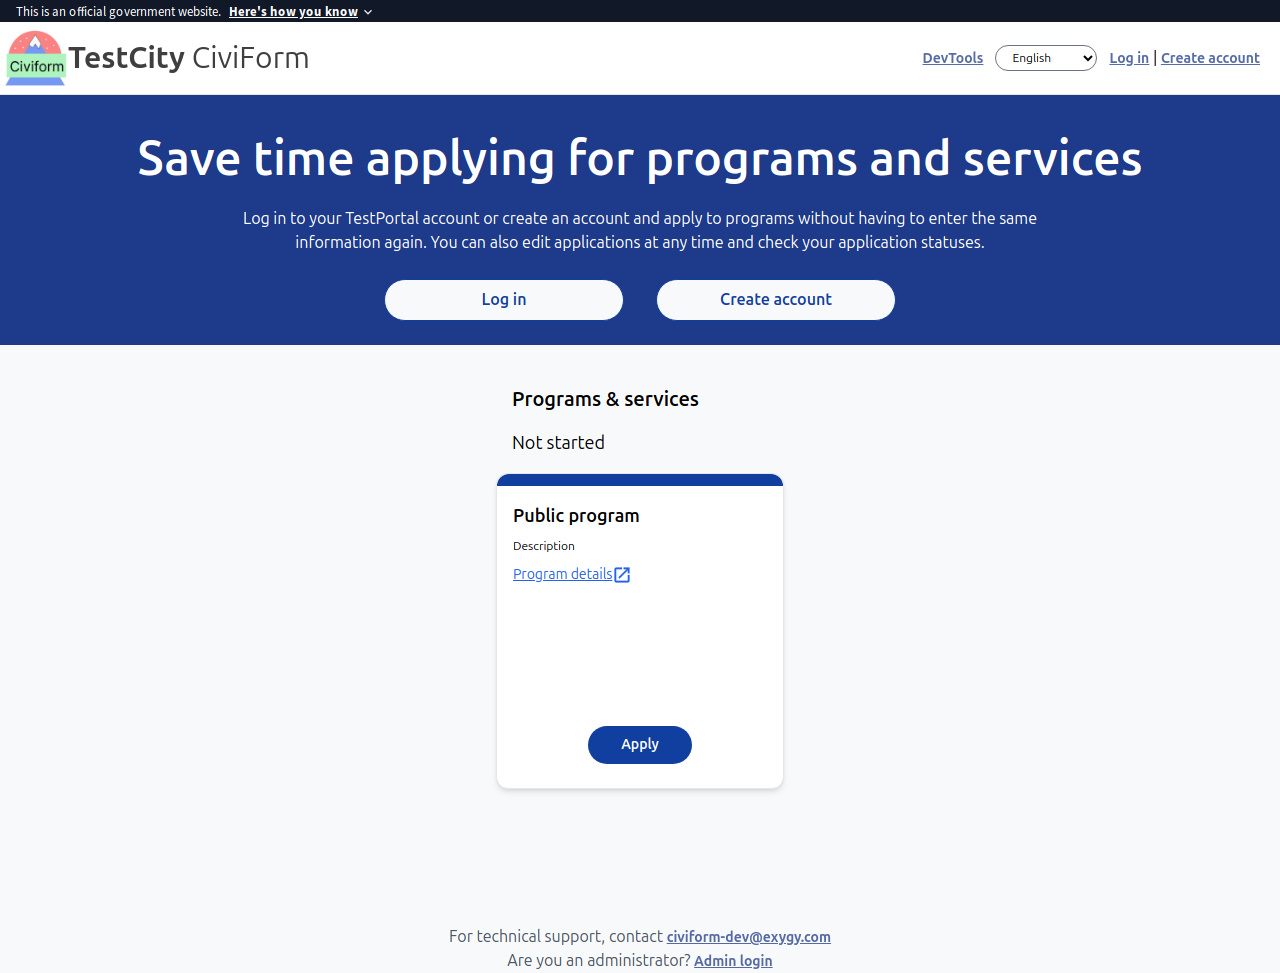 This is an official government website. Here's how you know
Civiform
TestCity CiviForm
DevTools English Log in | Create account
Save time applying for programs and services
Log in to your TestPortal account or create an account and apply to programs without having to enter the same
information again. You can also edit applications at any time and check your application statuses.
Log in Create account
Programs & services
Not started
Public program
Description
Program details
Apply
For technical support, contact civiform-dev@exygy.com
Are you an administrator? Admin login